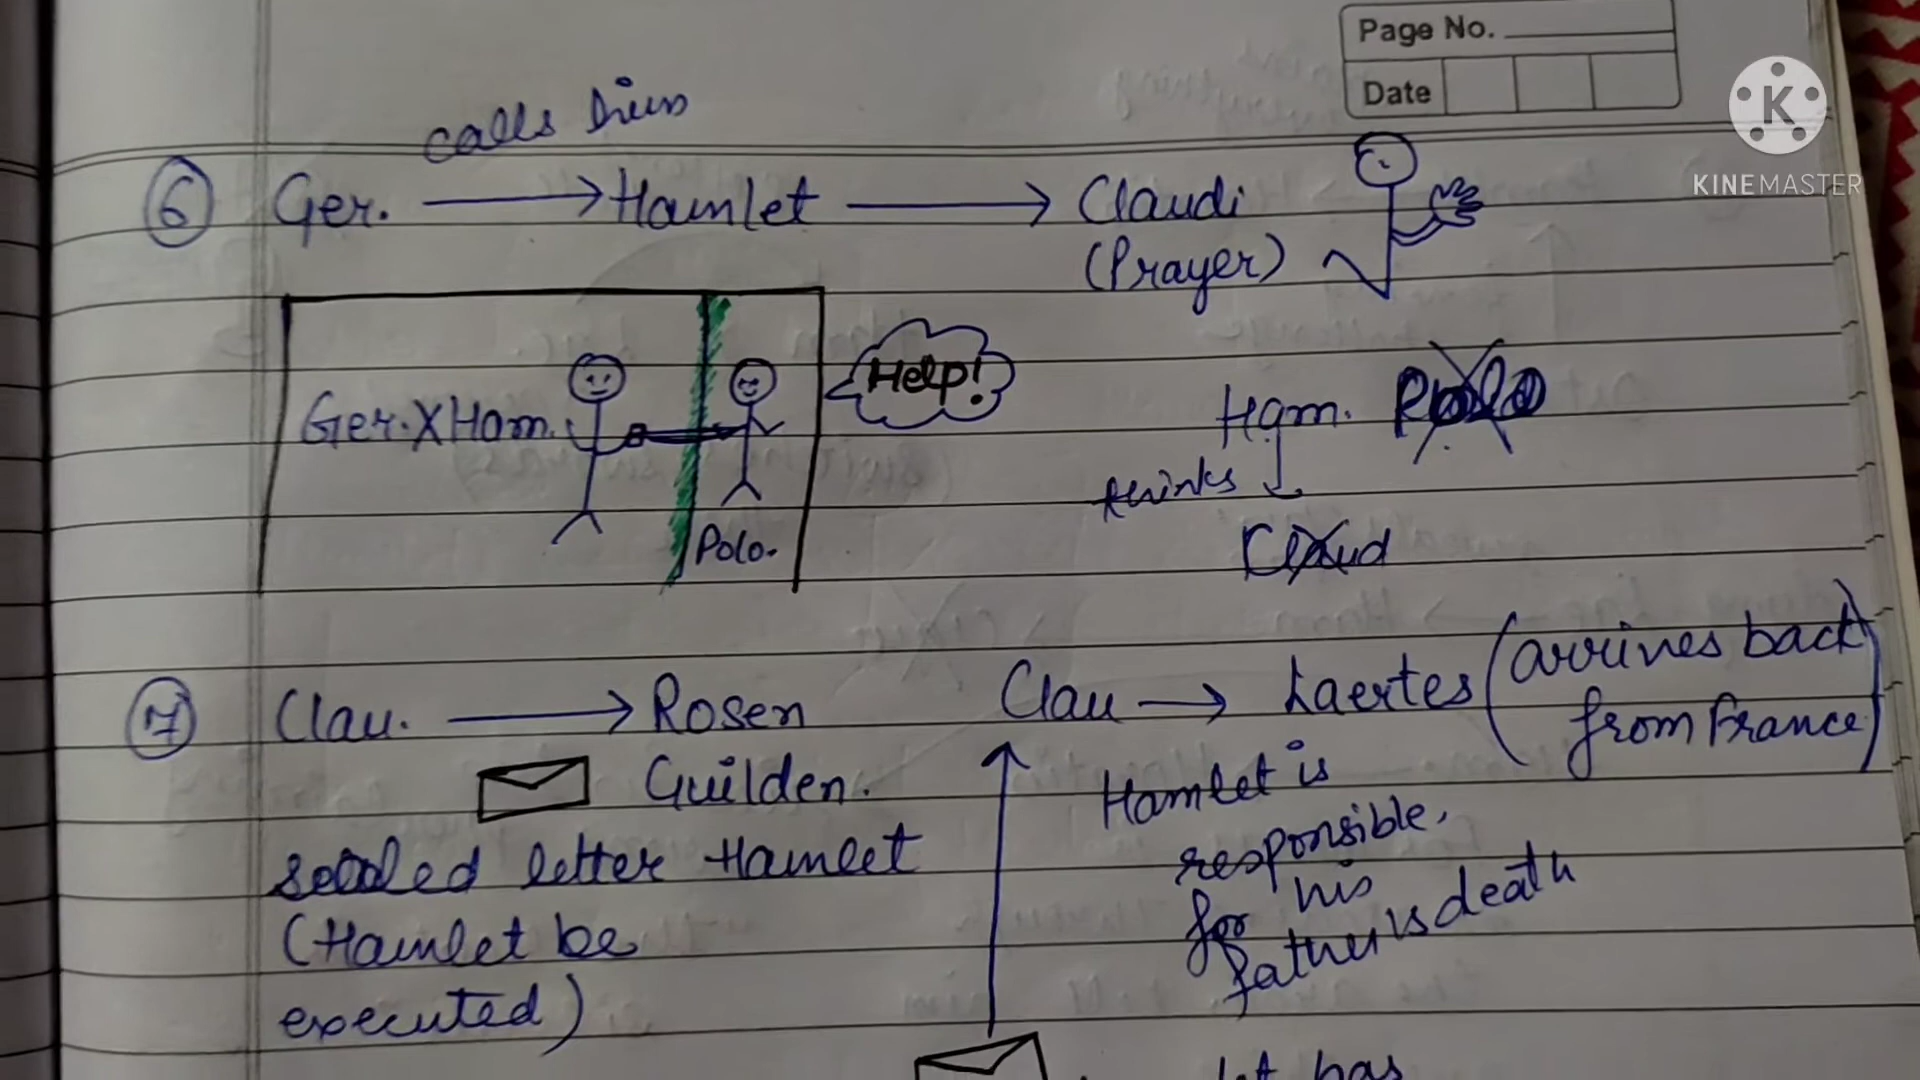 Page No.
Date
K
KINEMASTER
calls him
6 Ger. → Hamlet → Claudi
(Prayer)
Help!
Ger. X Ham.
Polo.
Ham. Polo
thinks
Claud
7 Clau. → Rosen
Guilden.
sealed letter Hamlet
(Hamlet be
executed)
Clau → Laertes (arrives back
from France)
Hamlet is
responsible,
for his
father's death
has